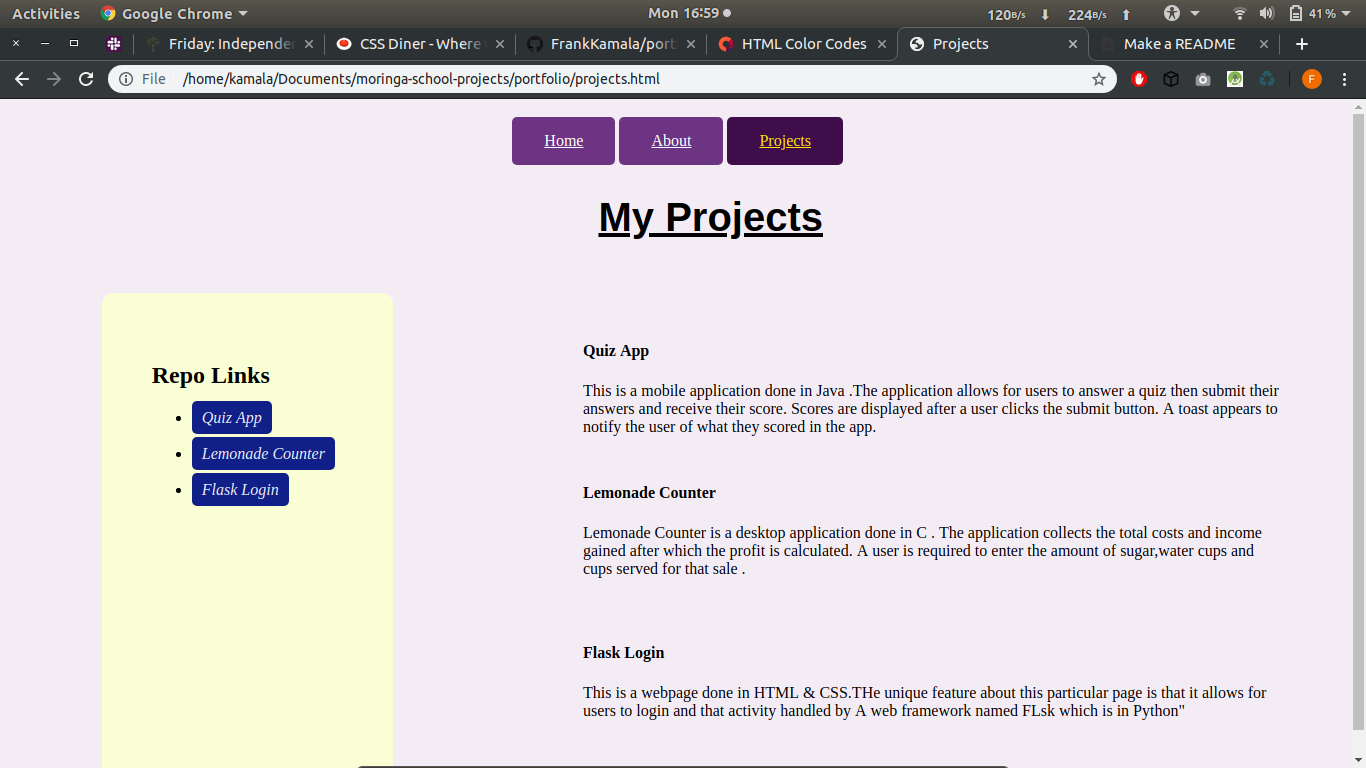 Activities Google Chrome Mon 16:59 120B/s 224B/s 41%
Friday: Independen CSS Diner - Where FrankKamala/port HTML Color Codes Projects Make a README
File /home/kamala/Documents/moringa-school-projects/portfolio/projects.html F
Home About Projects
My Projects
Repo Links
Quiz App
Lemonade Counter
Flask Login
Quiz App
This is a mobile application done in Java .The application allows for users to answer a quiz then submit their
answers and receive their score. Scores are displayed after a user clicks the submit button. A toast appears to
notify the user of what they scored in the app.
Lemonade Counter
Lemonade Counter is a desktop application done in C . The application collects the total costs and income
gained after which the profit is calculated. A user is required to enter the amount of sugar,water cups and
cups served for that sale .
Flask Login
This is a webpage done in HTML & CSS.THe unique feature about this particular page is that it allows for
users to login and that activity handled by A web framework named FLsk which is in Python"